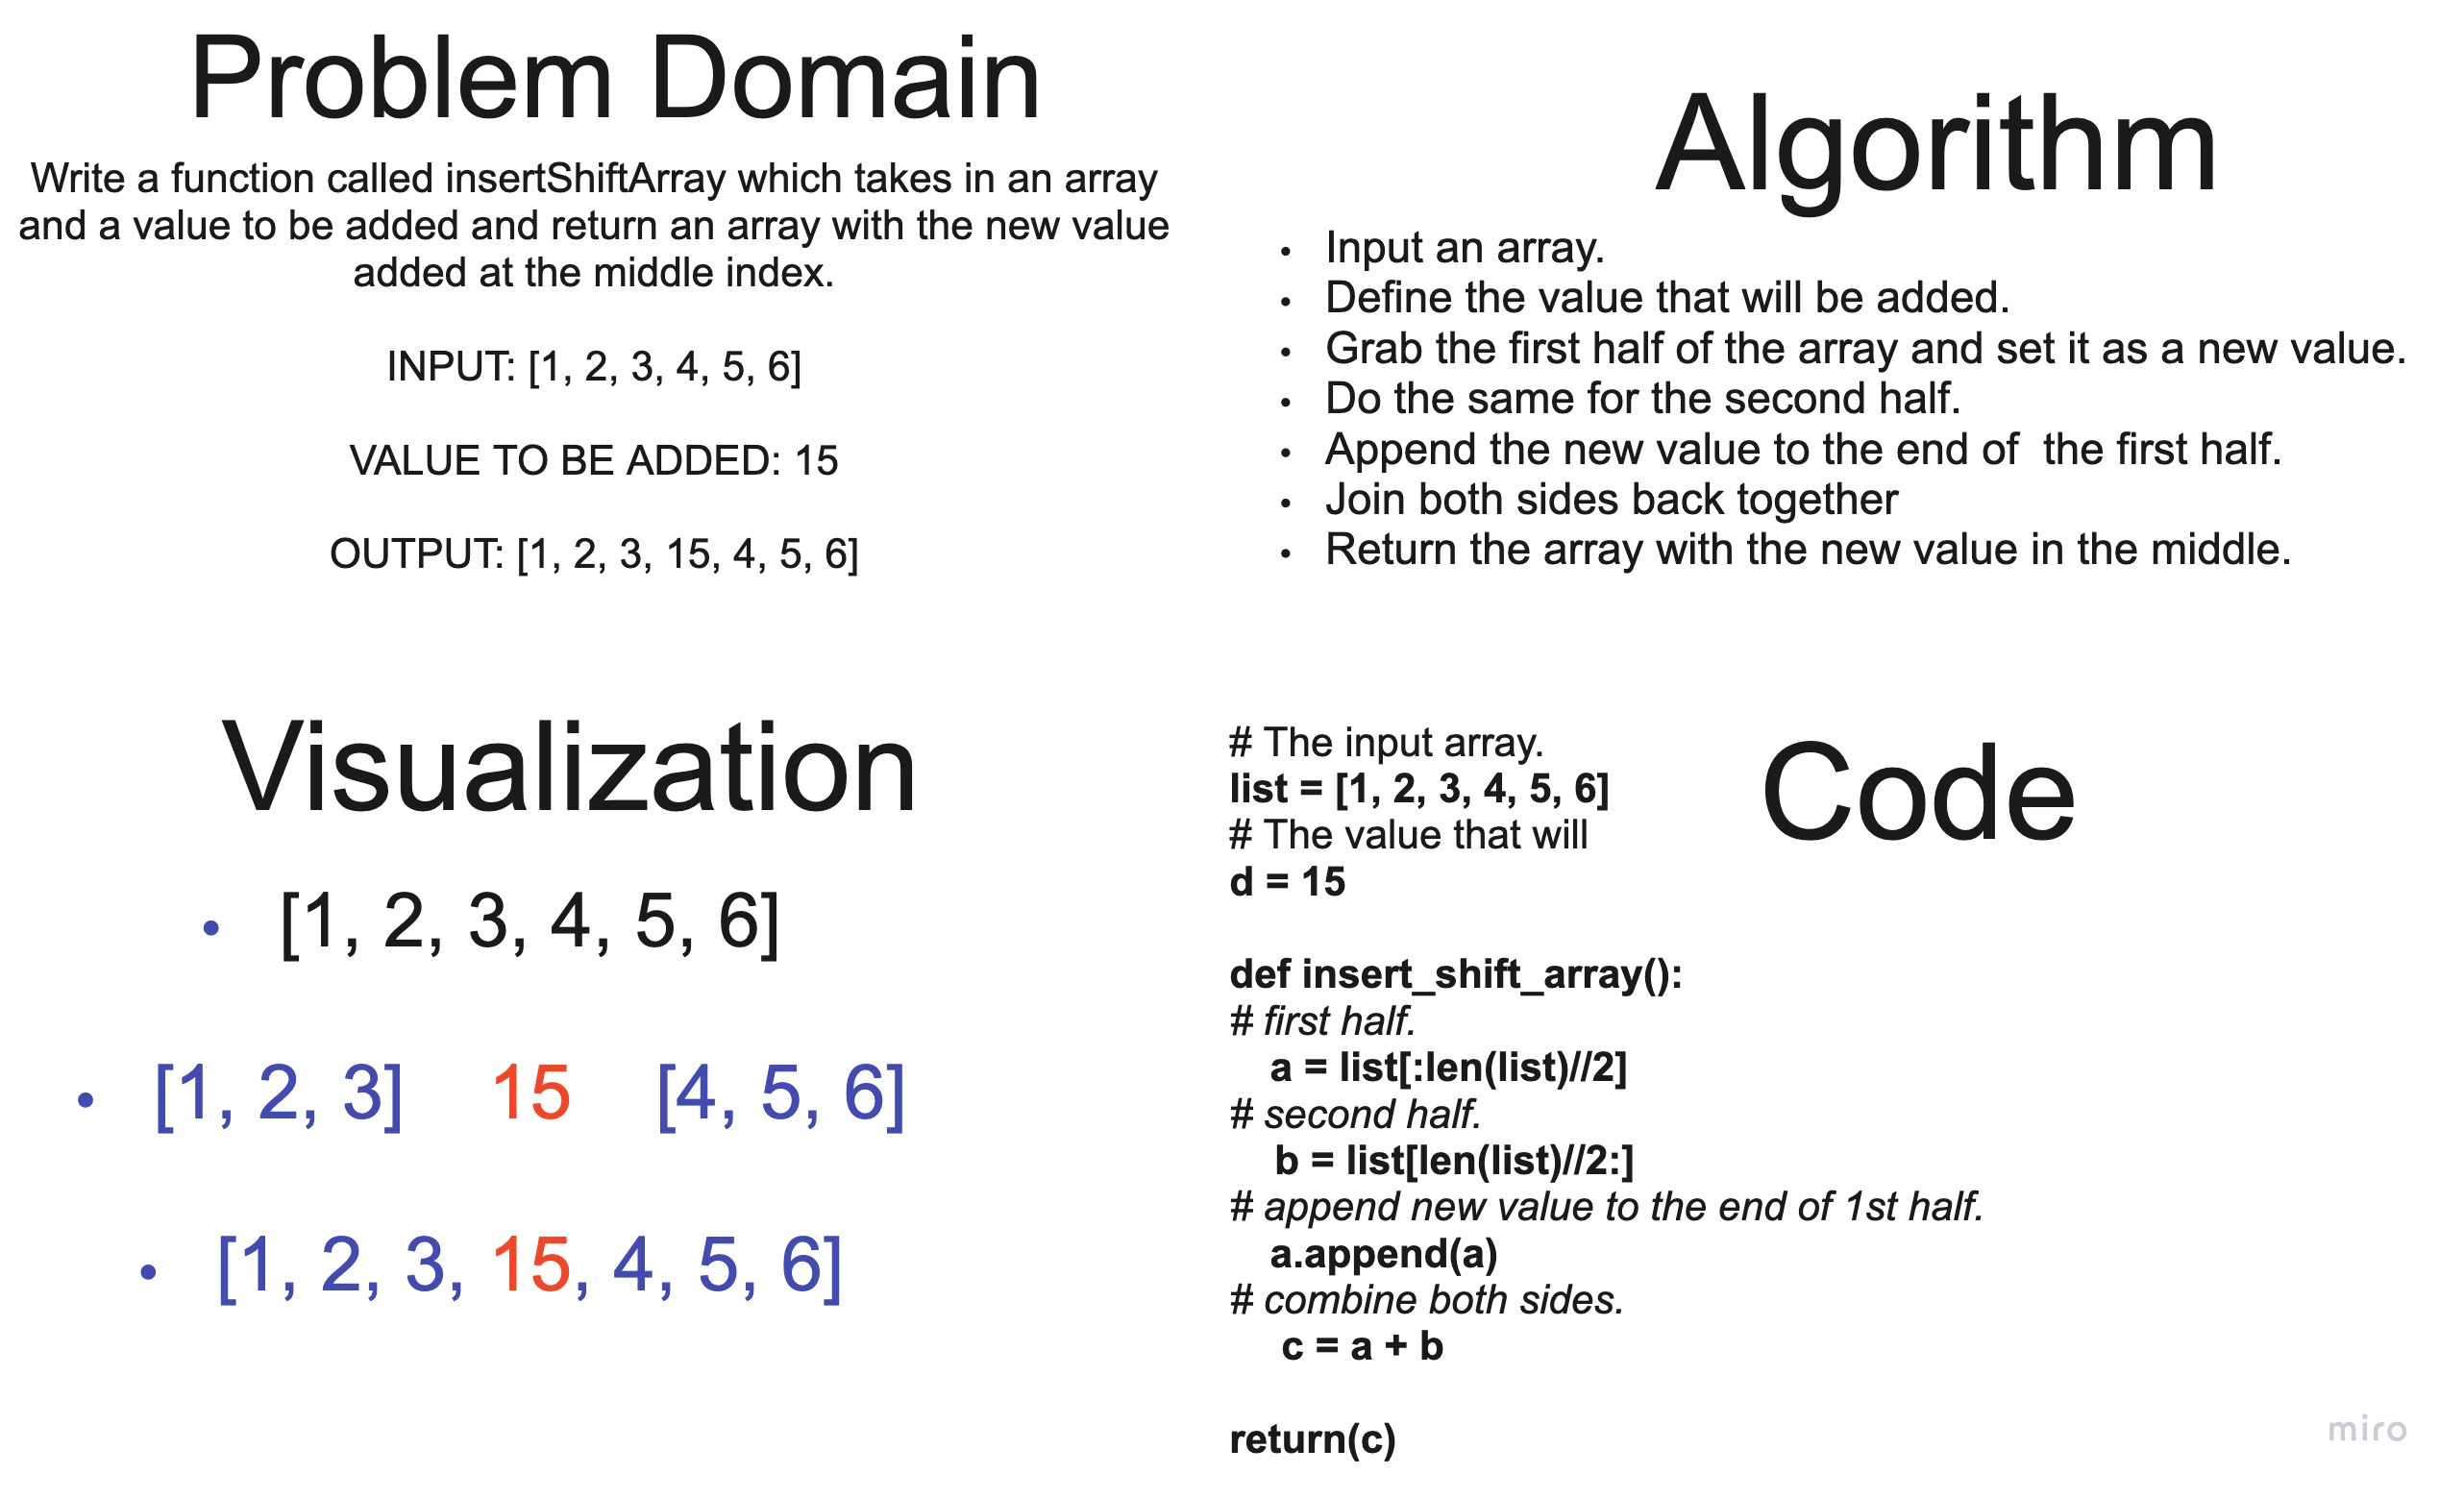 Problem Domain
Write a function called insertShiftArray which takes in an array
and a value to be added and return an array with the new value
added at the middle index.
INPUT: [1, 2, 3, 4, 5, 6]
VALUE TO BE ADDED: 15
OUTPUT: [1, 2, 3, 15, 4, 5, 6]
Algorithm
• Input an array.
• Define the value that will be added.
• Grab the first half of the array and set it as a new value.
• Do the same for the second half.
• Append the new value to the end of  the first half.
• Join both sides back together
• Return the array with the new value in the middle.
Visualization
• [1, 2, 3, 4, 5, 6]
• [1, 2, 3] 15 [4, 5, 6]
• [1, 2, 3, 15, 4, 5, 6]
Code
# The input array.
list = [1, 2, 3, 4, 5, 6]
# The value that will
d = 15
def insert_shift_array():
# first half.
a = list[:len(list)//2]
# second half.
b = list[len(list)//2:]
# append new value to the end of 1st half.
a.append(a)
# combine both sides.
c = a + b
return(c)
miro